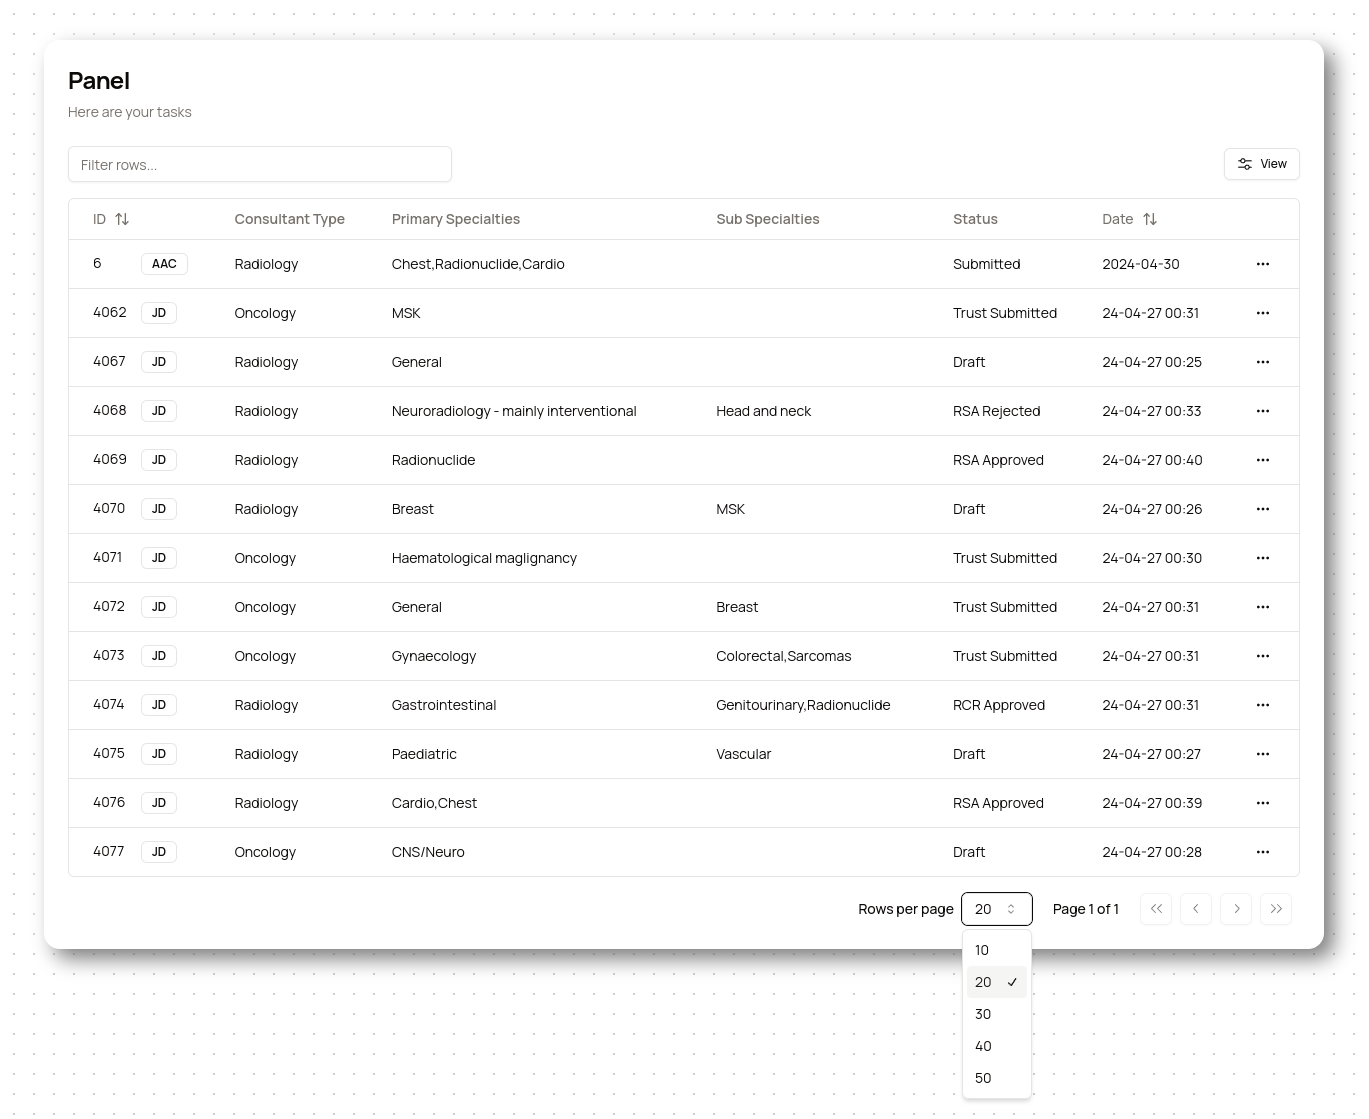 Panel
Here are your tasks
Filter rows...
View
ID Consultant Type Primary Specialties Sub Specialties Status Date
6 AAC Radiology Chest,Radionuclide,Cardio Submitted 2024-04-30
4062 JD Oncology MSK Trust Submitted 24-04-27 00:31
4067 JD Radiology General Draft 24-04-27 00:25
4068 JD Radiology Neuroradiology - mainly interventional Head and neck RSA Rejected 24-04-27 00:33
4069 JD Radiology Radionuclide RSA Approved 24-04-27 00:40
4070 JD Radiology Breast MSK Draft 24-04-27 00:26
4071 JD Oncology Haematological maglignancy Trust Submitted 24-04-27 00:30
4072 JD Oncology General Breast Trust Submitted 24-04-27 00:31
4073 JD Oncology Gynaecology Colorectal,Sarcomas Trust Submitted 24-04-27 00:31
4074 JD Radiology Gastrointestinal Genitourinary,Radionuclide RCR Approved 24-04-27 00:31
4075 JD Radiology Paediatric Vascular Draft 24-04-27 00:27
4076 JD Radiology Cardio,Chest RSA Approved 24-04-27 00:39
4077 JD Oncology CNS/Neuro Draft 24-04-27 00:28
Rows per page 20 Page 1 of 1
10
20
30
40
50